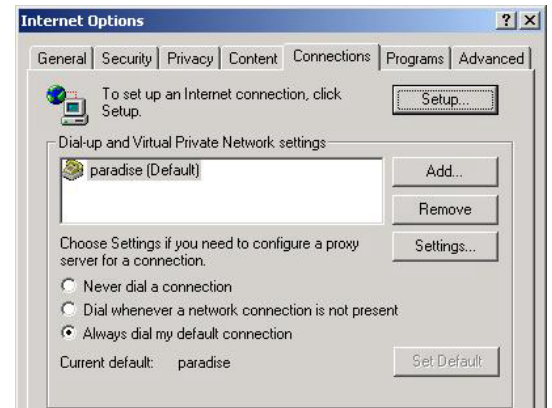 Internet Options
General Security Privacy Content Connections Programs Advanced
To set up an Internet connection, click
Setup.
Setup...
Dial-up and Virtual Private Network settings
paradise (Default)
Add...
Remove
Choose Settings if you need to configure a proxy
server for a connection.
Settings...
Never dial a connection
Dial whenever a network connection is not present
Always dial my default connection
Current default: paradise
Set Default